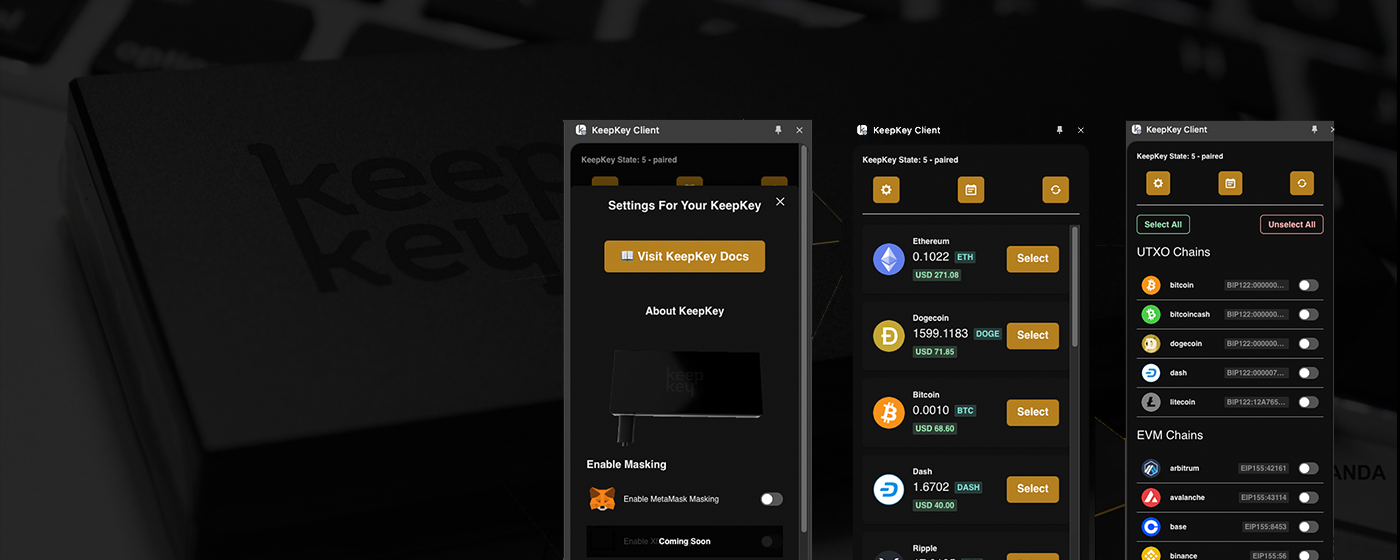 keep
key
KeepKey Client
KeepKey State: 5 - paired
Settings For Your KeepKey
Visit KeepKey Docs
About KeepKey
keep
key
Enable Masking
Enable MetaMask Masking
Coming Soon
KeepKey Client
KeepKey State: 5 - paired
Ethereum
0.1022 ETH
USD 271.08
Select
Dogecoin
1599.1183 DOGE
USD 71.85
Select
Bitcoin
0.0010 BTC
USD 68.60
Select
Dash
1.6702 DASH
USD 40.00
Select
Ripple
KeepKey Client
KeepKey State: 5 - paired
Select All
Unselect All
UTXO Chains
bitcoin BIP122:000000...
bitcoincash BIP122:000000...
dogecoin BIP122:000000...
dash BIP122:000007...
litecoin BIP122:12A765...
EVM Chains
arbitrum EIP155:42161
avalanche EIP155:43114
base EIP155:8453
binance EIP155:56
ANDA